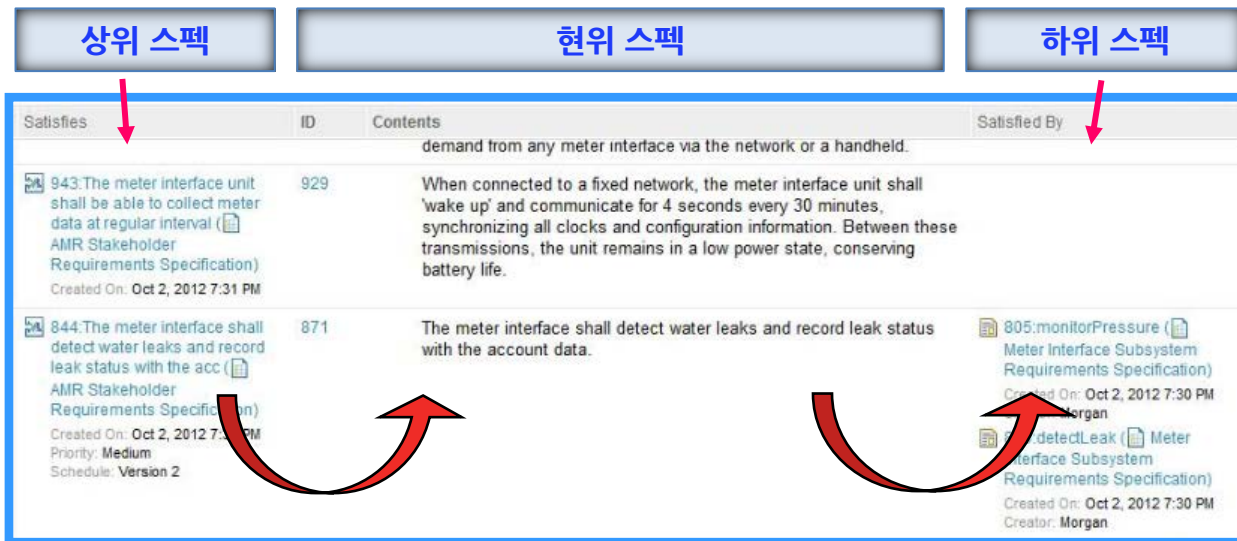 상위 스펙
현위 스펙
하위 스펙
Satisfies
ID
Contents
Satisfied By
demand from any meter interface via the network or a handheld.
943:The meter interface unit
shall be able to collect meter
data at regular interval (
AMR Stakeholder
Requirements Specification)
Created On: Oct 2, 2012 7:31 PM
929
When connected to a fixed network, the meter interface unit shall
'wake up' and communicate for 4 seconds every 30 minutes,
synchronizing all clocks and configuration information. Between these
transmissions, the unit remains in a low power state, conserving
battery life.
844:The meter interface shall
detect water leaks and record
leak status with the acc (
AMR Stakeholder
Requirements Specification)
Created On: Oct 2, 2012 PM
Priority: Medium
Schedule: Version 2
871
The meter interface shall detect water leaks and record leak status
with the account data.
805:monitorPressure (
Meter Interface Subsystem
Requirements Specification)
Created On: Oct 2, 2012 7:30 PM
Morgan
detectLeak ( Meter
Interface Subsystem
Requirements Specification)
Created On: Oct 2, 2012 7:30 PM
Creator: Morgan